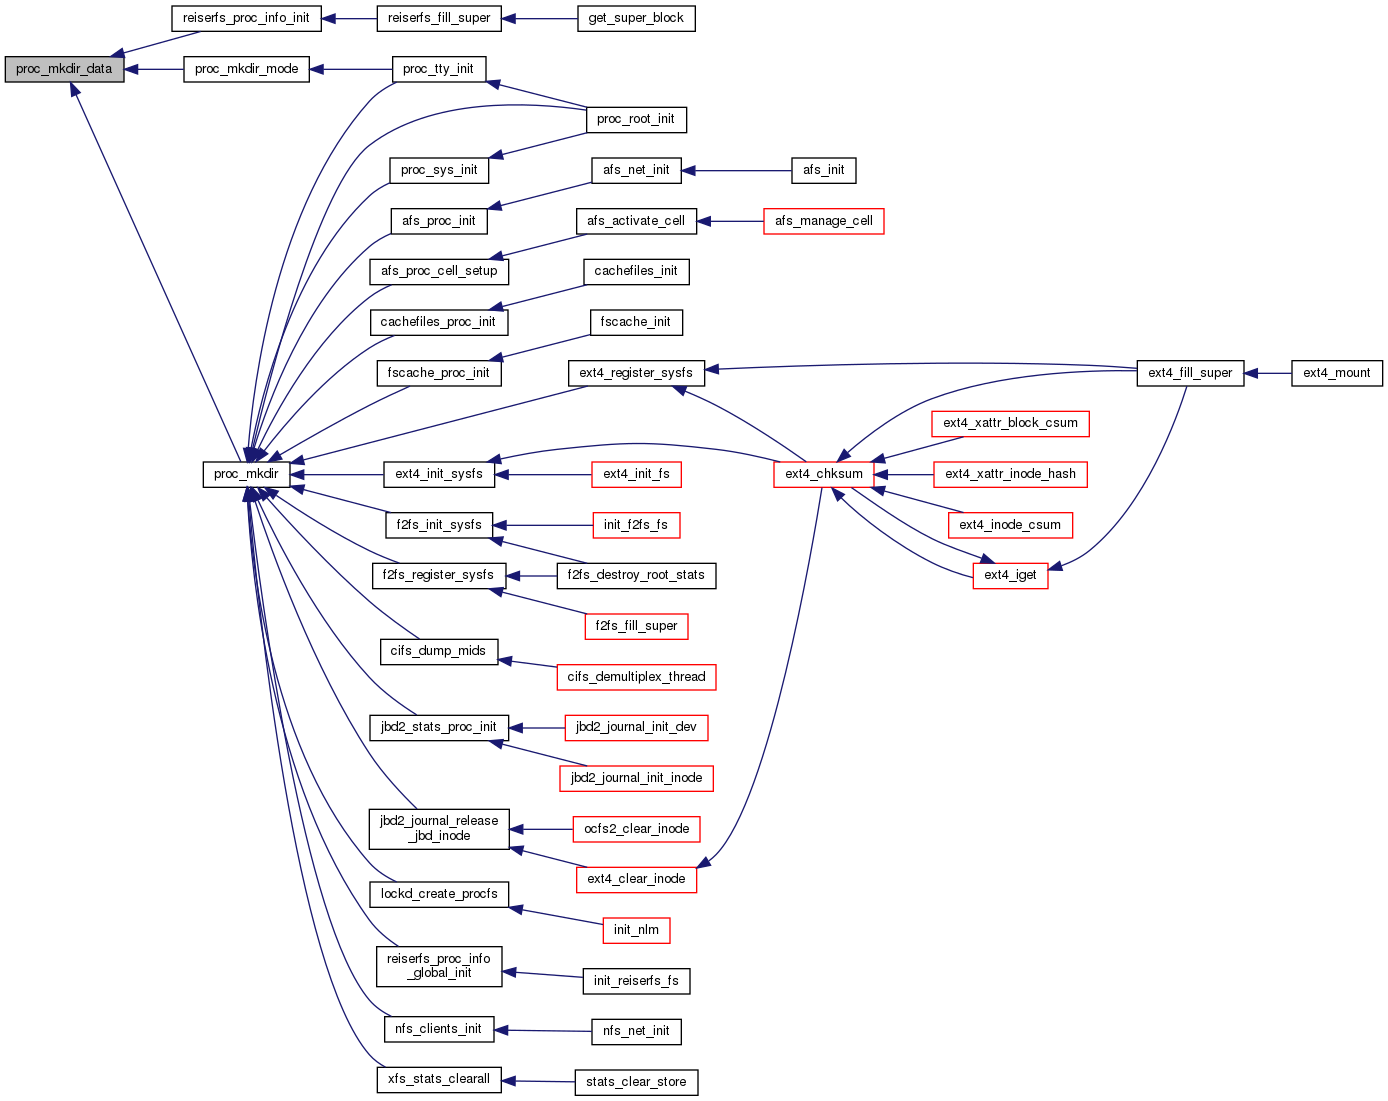 reiserfs_proc_info_init
reiserfs_fill_super
get_super_block
proc_mkdir_data
proc_mkdir_mode
proc_tty_init
proc_root_init
proc_sys_init
afs_net_init
afs_init
afs_proc_init
afs_activate_cell
afs_manage_cell
afs_proc_cell_setup
cachefiles_init
cachefiles_proc_init
fscache_init
fscache_proc_init
ext4_register_sysfs
ext4_fill_super
ext4_mount
ext4_xattr_block_csum
proc_mkdir
ext4_init_sysfs
ext4_init_fs
ext4_chksum
ext4_xattr_inode_hash
f2fs_init_sysfs
init_f2fs_fs
ext4_inode_csum
f2fs_register_sysfs
f2fs_destroy_root_stats
ext4_iget
f2fs_fill_super
cifs_dump_mids
cifs_demultiplex_thread
jbd2_stats_proc_init
jbd2_journal_init_dev
jbd2_journal_init_inode
jbd2_journal_release
_jbd_inode
ocfs2_clear_inode
ext4_clear_inode
lockd_create_procfs
init_nlm
reiserfs_proc_info
_global_init
init_reiserfs_fs
nfs_clients_init
nfs_net_init
xfs_stats_clearall
stats_clear_store